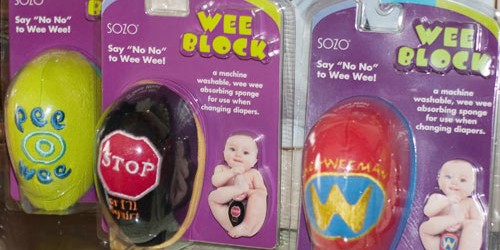 SOZO
Say "No No"
to Wee Wee!
pee
wee
SOZO
WEE
BLOCK
Say "No No"
to Wee Wee!
a machine
washable, wee wee
absorbing sponge
for use when
changing diapers.
STOP
SOZO
WEE
BLOCK
Say "No No"
to Wee Wee!
a machine
washable, wee wee
absorbing sponge
for use when
changing diapers.
WEEMAN
W